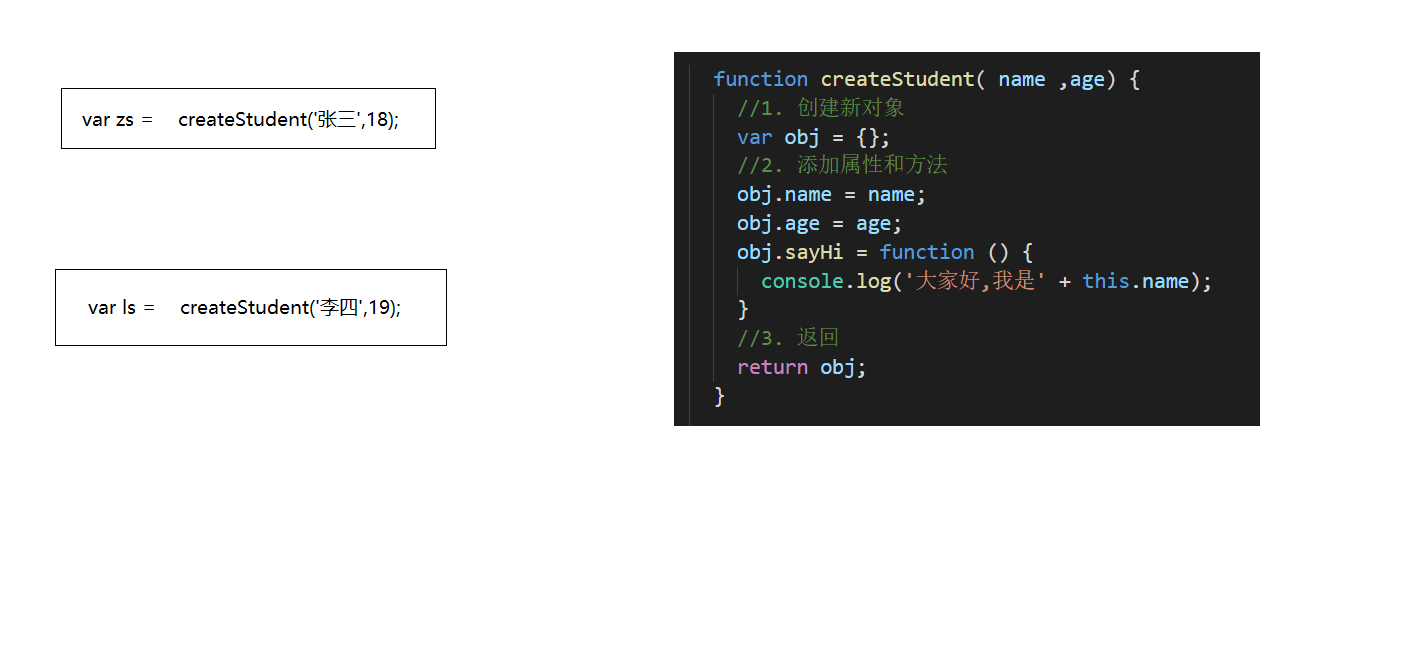 var zs = createStudent('张三',18);
var ls = createStudent('李四',19);
function createStudent( name ,age) {
//1. 创建新对象
var obj = {};
//2. 添加属性和方法
obj.name = name;
obj.age = age;
obj.sayHi = function () {
console.log('大家好,我是' + this.name);
}
//3. 返回
return obj;
}